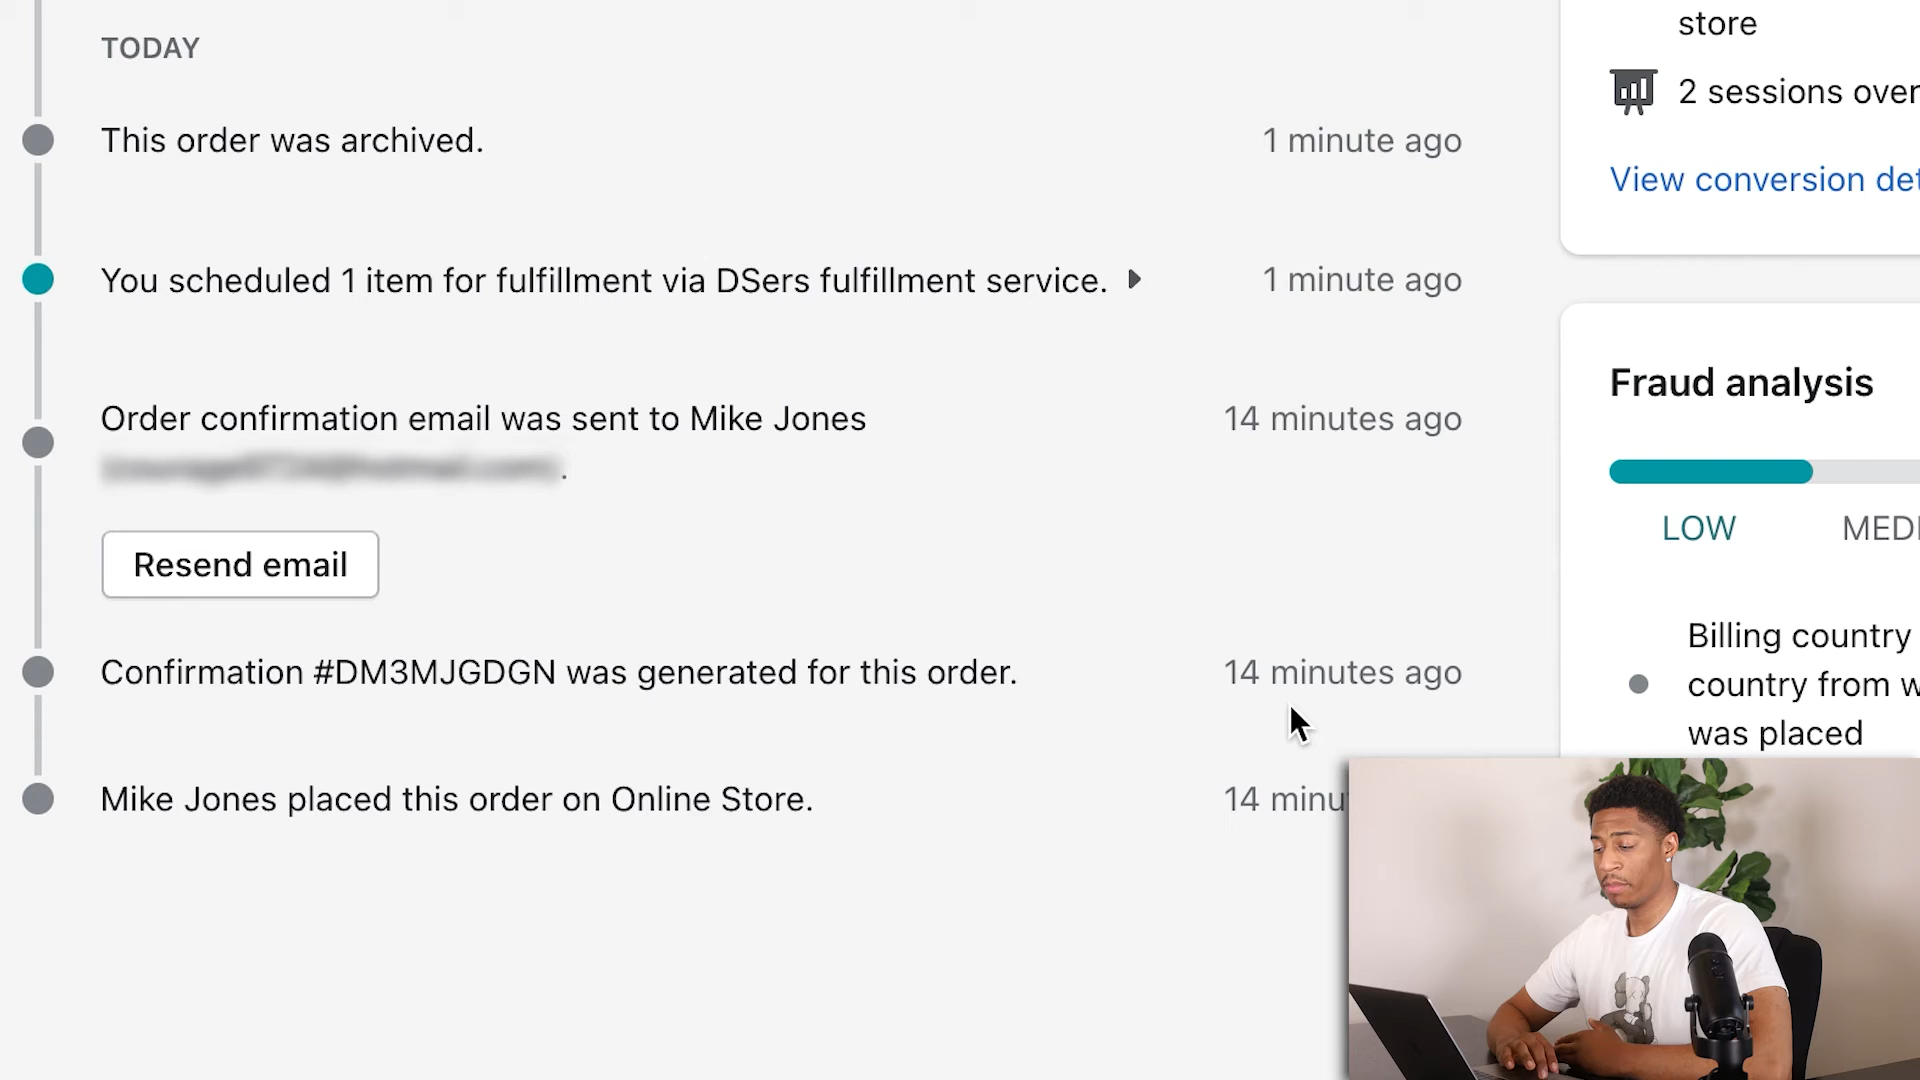 TODAY
This order was archived.
1 minute ago
You scheduled 1 item for fulfillment via DSers fulfillment service.
1 minute ago
Order confirmation email was sent to Mike Jones
14 minutes ago
.
Resend email
Confirmation #DM3MJGDGN was generated for this order.
14 minutes ago
Mike Jones placed this order on Online Store.
14 minu
store
2 sessions over
View conversion det
Fraud analysis
LOW
MEDI
Billing country
country from w
was placed